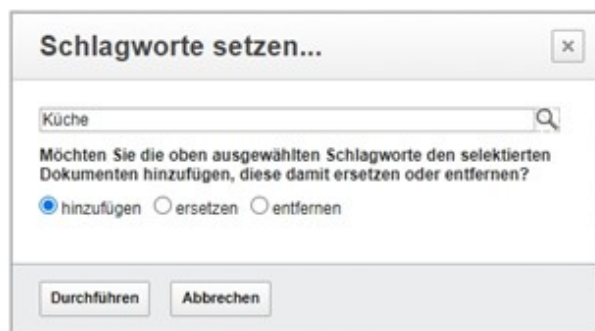 Schlagworte setzen...
Küche
Möchten Sie die oben ausgewählten Schlagworte den selektierten
Dokumenten hinzufügen, diese damit ersetzen oder entfernen?
hinzufügen ersetzen entfernen
Durchführen Abbrechen